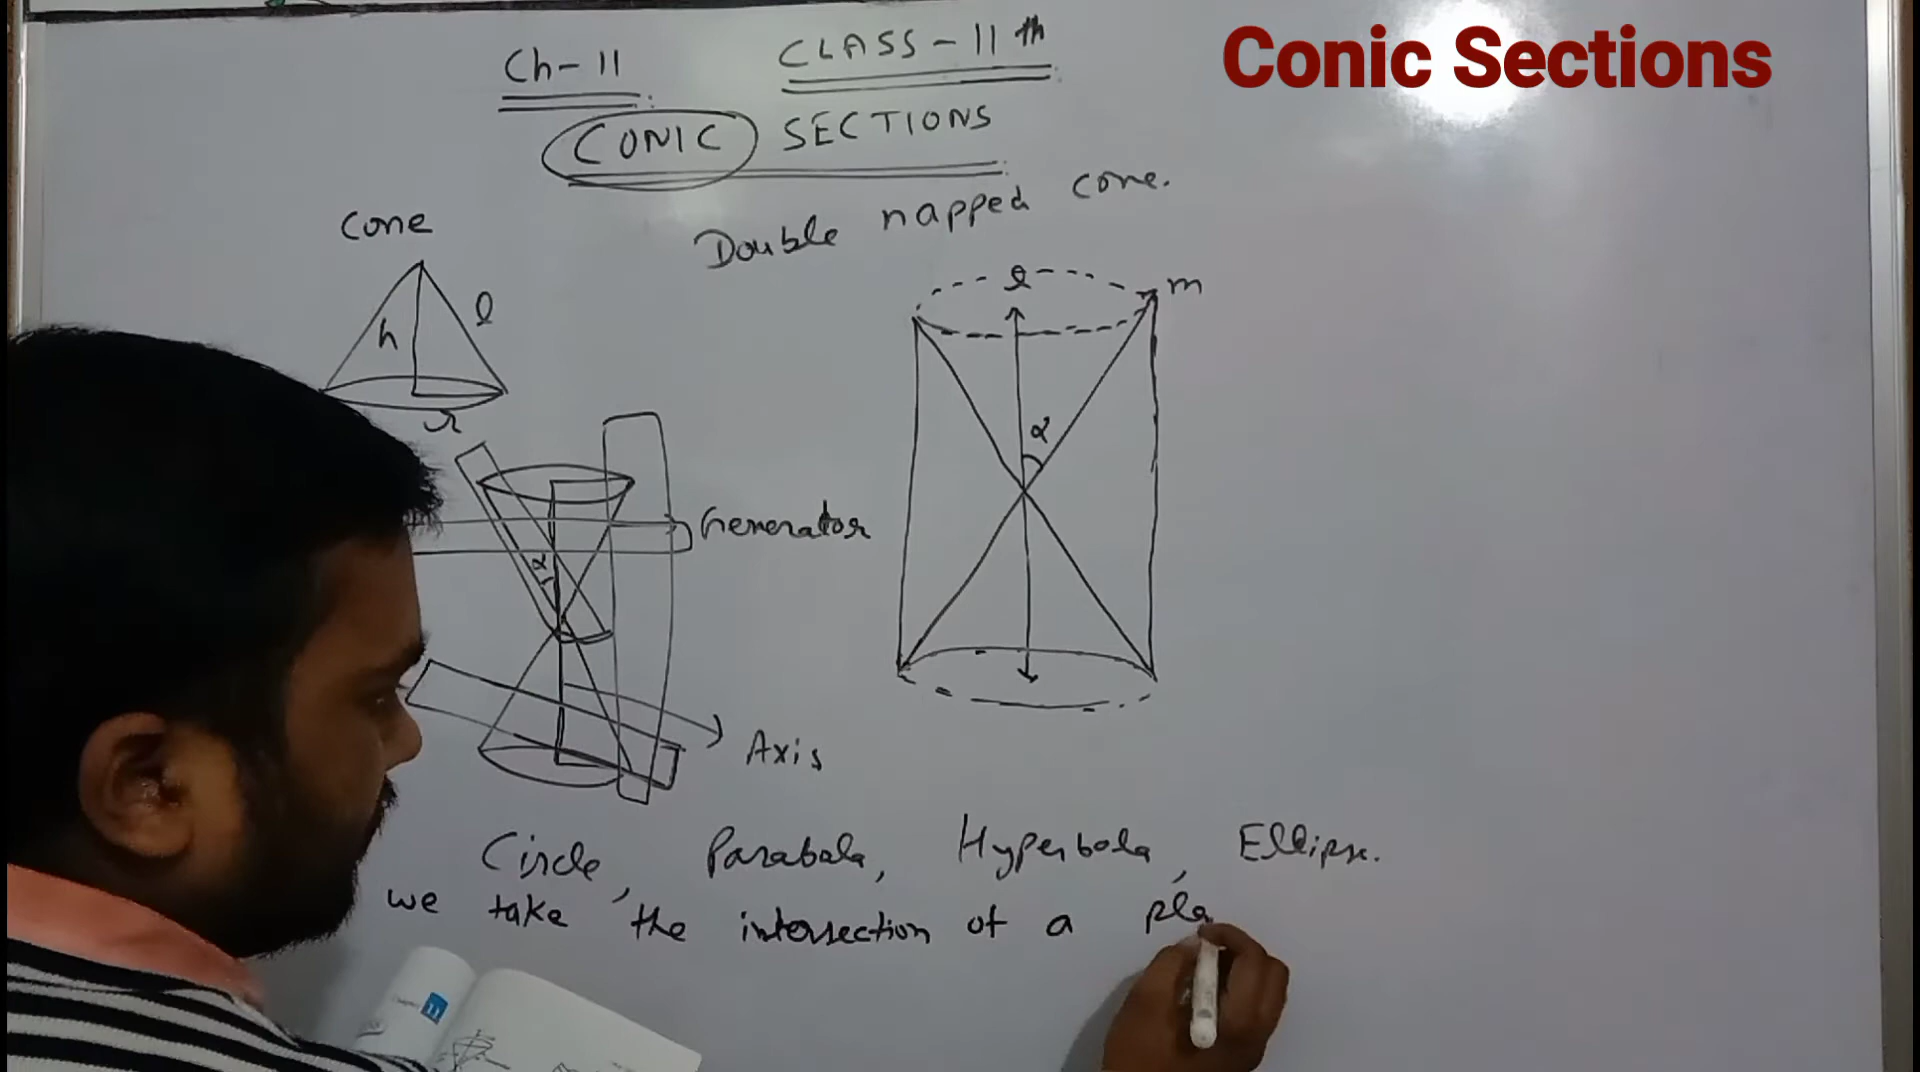 Conic Sections
Ch-11 CLASS-11th
CONIC SECTIONS
Double napped cone.
cone
h l
r
l m
α
Generator
α
Axis
Circle, Parabola, Hyperbola, Ellipse.
we take the intersection of a pla
11